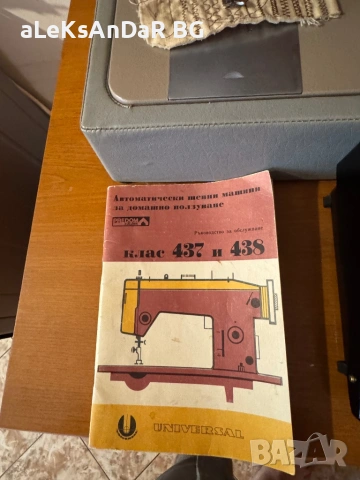 aLeKsAnDaR BG
Автоматически шевни машини
за домашно ползуване
Ръководство за обслужване
клас 437 и 438
UNIVERSAL
BAZAR